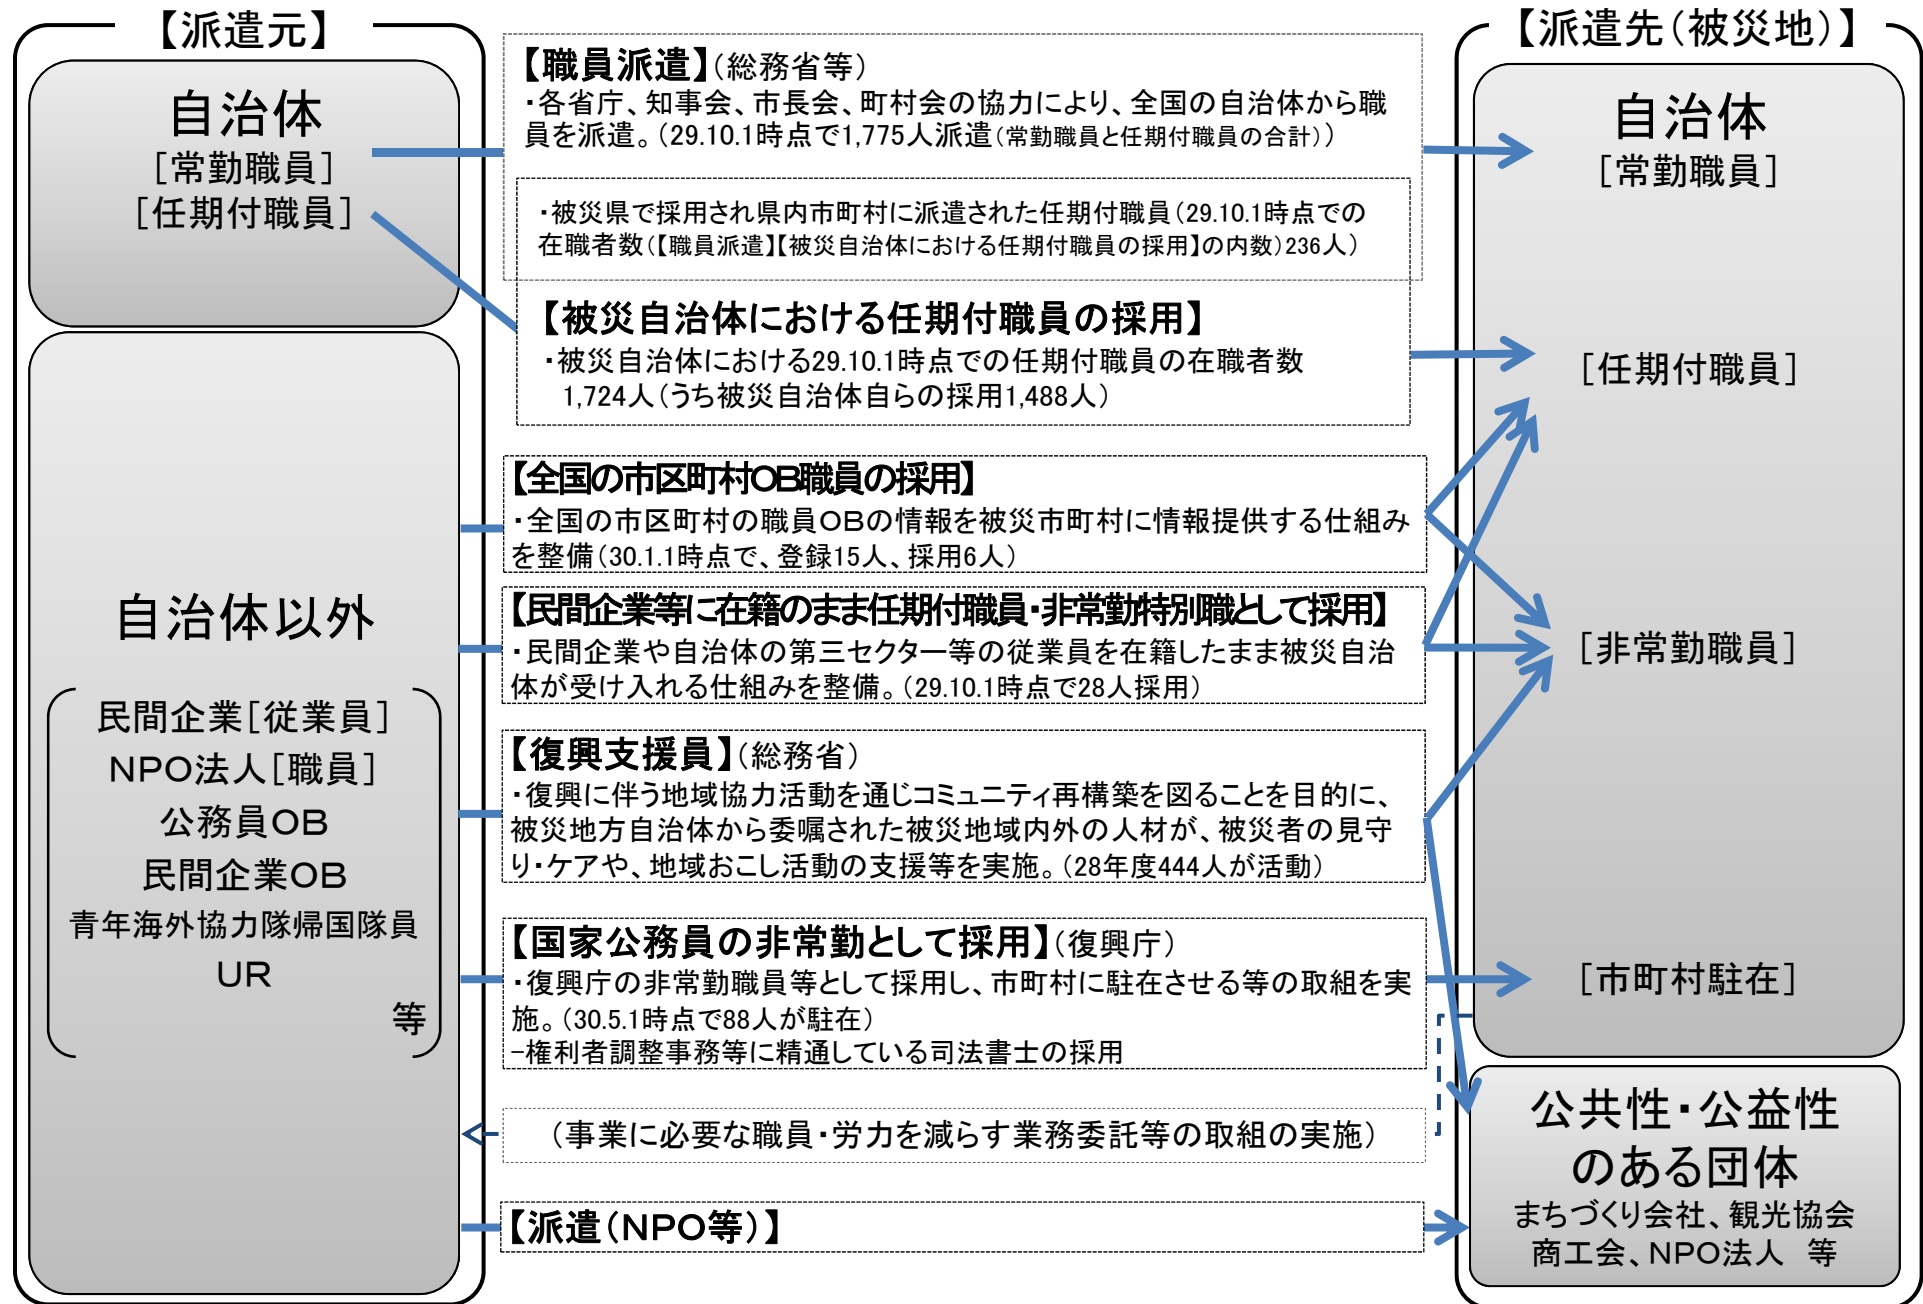 【派遣元】
自治体
[常勤職員]
[任期付職員]
自治体以外
民間企業[従業員]
NPO法人[職員]
公務員OB
民間企業OB
青年海外協力隊帰国隊員
UR
等
【職員派遣】(総務省等)
・各省庁、知事会、市長会、町村会の協力により、全国の自治体から職
員を派遣。(29.10.1時点で1,775人派遣(常勤職員と任期付職員の合計))
・被災県で採用され県内市町村に派遣された任期付職員(29.10.1時点での
在職者数(【職員派遣】【被災自治体における任期付職員の採用】の内数)236人)
【被災自治体における任期付職員の採用】
・被災自治体における29.10.1時点での任期付職員の在職者数
1,724人(うち被災自治体自らの採用1,488人)
【全国の市区町村OB職員の採用】
・全国の市区町村の職員OBの情報を被災市町村に情報提供する仕組み
を整備(30.1.1時点で、登録15人、採用6人)
【民間企業等に在籍のまま任期付職員・非常勤特別職として採用】
・民間企業や自治体の第三セクター等の従業員を在籍したまま被災自治
体が受け入れる仕組みを整備。(29.10.1時点で28人採用)
【復興支援員】(総務省)
・復興に伴う地域協力活動を通じコミュニティ再構築を図ることを目的に、
被災地方自治体から委嘱された被災地域内外の人材が、被災者の見守
り・ケアや、地域おこし活動の支援等を実施。(28年度444人が活動)
【国家公務員の非常勤として採用】(復興庁)
・復興庁の非常勤職員等として採用し、市町村に駐在させる等の取組を実
施。(30.5.1時点で88人が駐在)
-権利者調整事務等に精通している司法書士の採用
(事業に必要な職員・労力を減らす業務委託等の取組の実施)
【派遣(NPO等)】
【派遣先(被災地)】
自治体
[常勤職員]
[任期付職員]
[非常勤職員]
[市町村駐在]
公共性・公益性
のある団体
まちづくり会社、観光協会
商工会、NPO法人 等